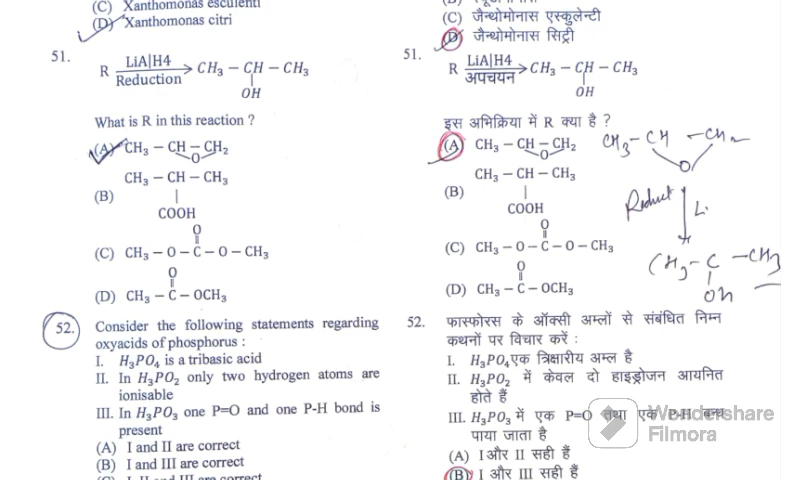 (C) Xanthomonas esculenti
(D) Xanthomonas citri
51.
R LiA|H4 Reduction CH₃ – CH – CH₃
OH
What is R in this reaction ?
(A) CH₃ – CH – CH₂
O
CH₃ – CH – CH₃
(B)
COOH
O
(C) CH₃ – O – C – O – CH₃
O
(D) CH₃ – C – OCH₃
52. Consider the following statements regarding
oxyacids of phosphorus :
I. H₃PO₄ is a tribasic acid
II. In H₃PO₂ only two hydrogen atoms are
ionisable
III. In H₃PO₃ one P=O and one P-H bond is
present
(A) I and II are correct
(B) I and III are correct
(C) जैन्थोमोनास एस्कुलेन्टी
(D) जैन्थोमोनास सिट्री
51.
R LiA|H4 अपचयन CH₃ – CH – CH₃
OH
इस अभिक्रिया में R क्या है ?
(A) CH₃ – CH – CH₂
O
CH₃ – CH – CH₃
(B)
COOH
O
(C) CH₃ – O – C – O – CH₃
O
(D) CH₃ – C – OCH₃
CH₃ – CH – CH₂
O
Li
CH₃ – C – CH₃
OH
52. फास्फोरस के ऑक्सी अम्लों से संबंधित निम्न
कथनों पर विचार करें :
I. H₃PO₄ एक त्रिक्षारीय अम्ल है
II. H₃PO₂ में केवल दो हाइड्रोजन आयनित
होते हैं
III. H₃PO₃ में एक P=O तथा एक P-H बन्ध
पाया जाता है
(A) I और II सही हैं
(B) I और III सही हैं
Wondershare
Filmora